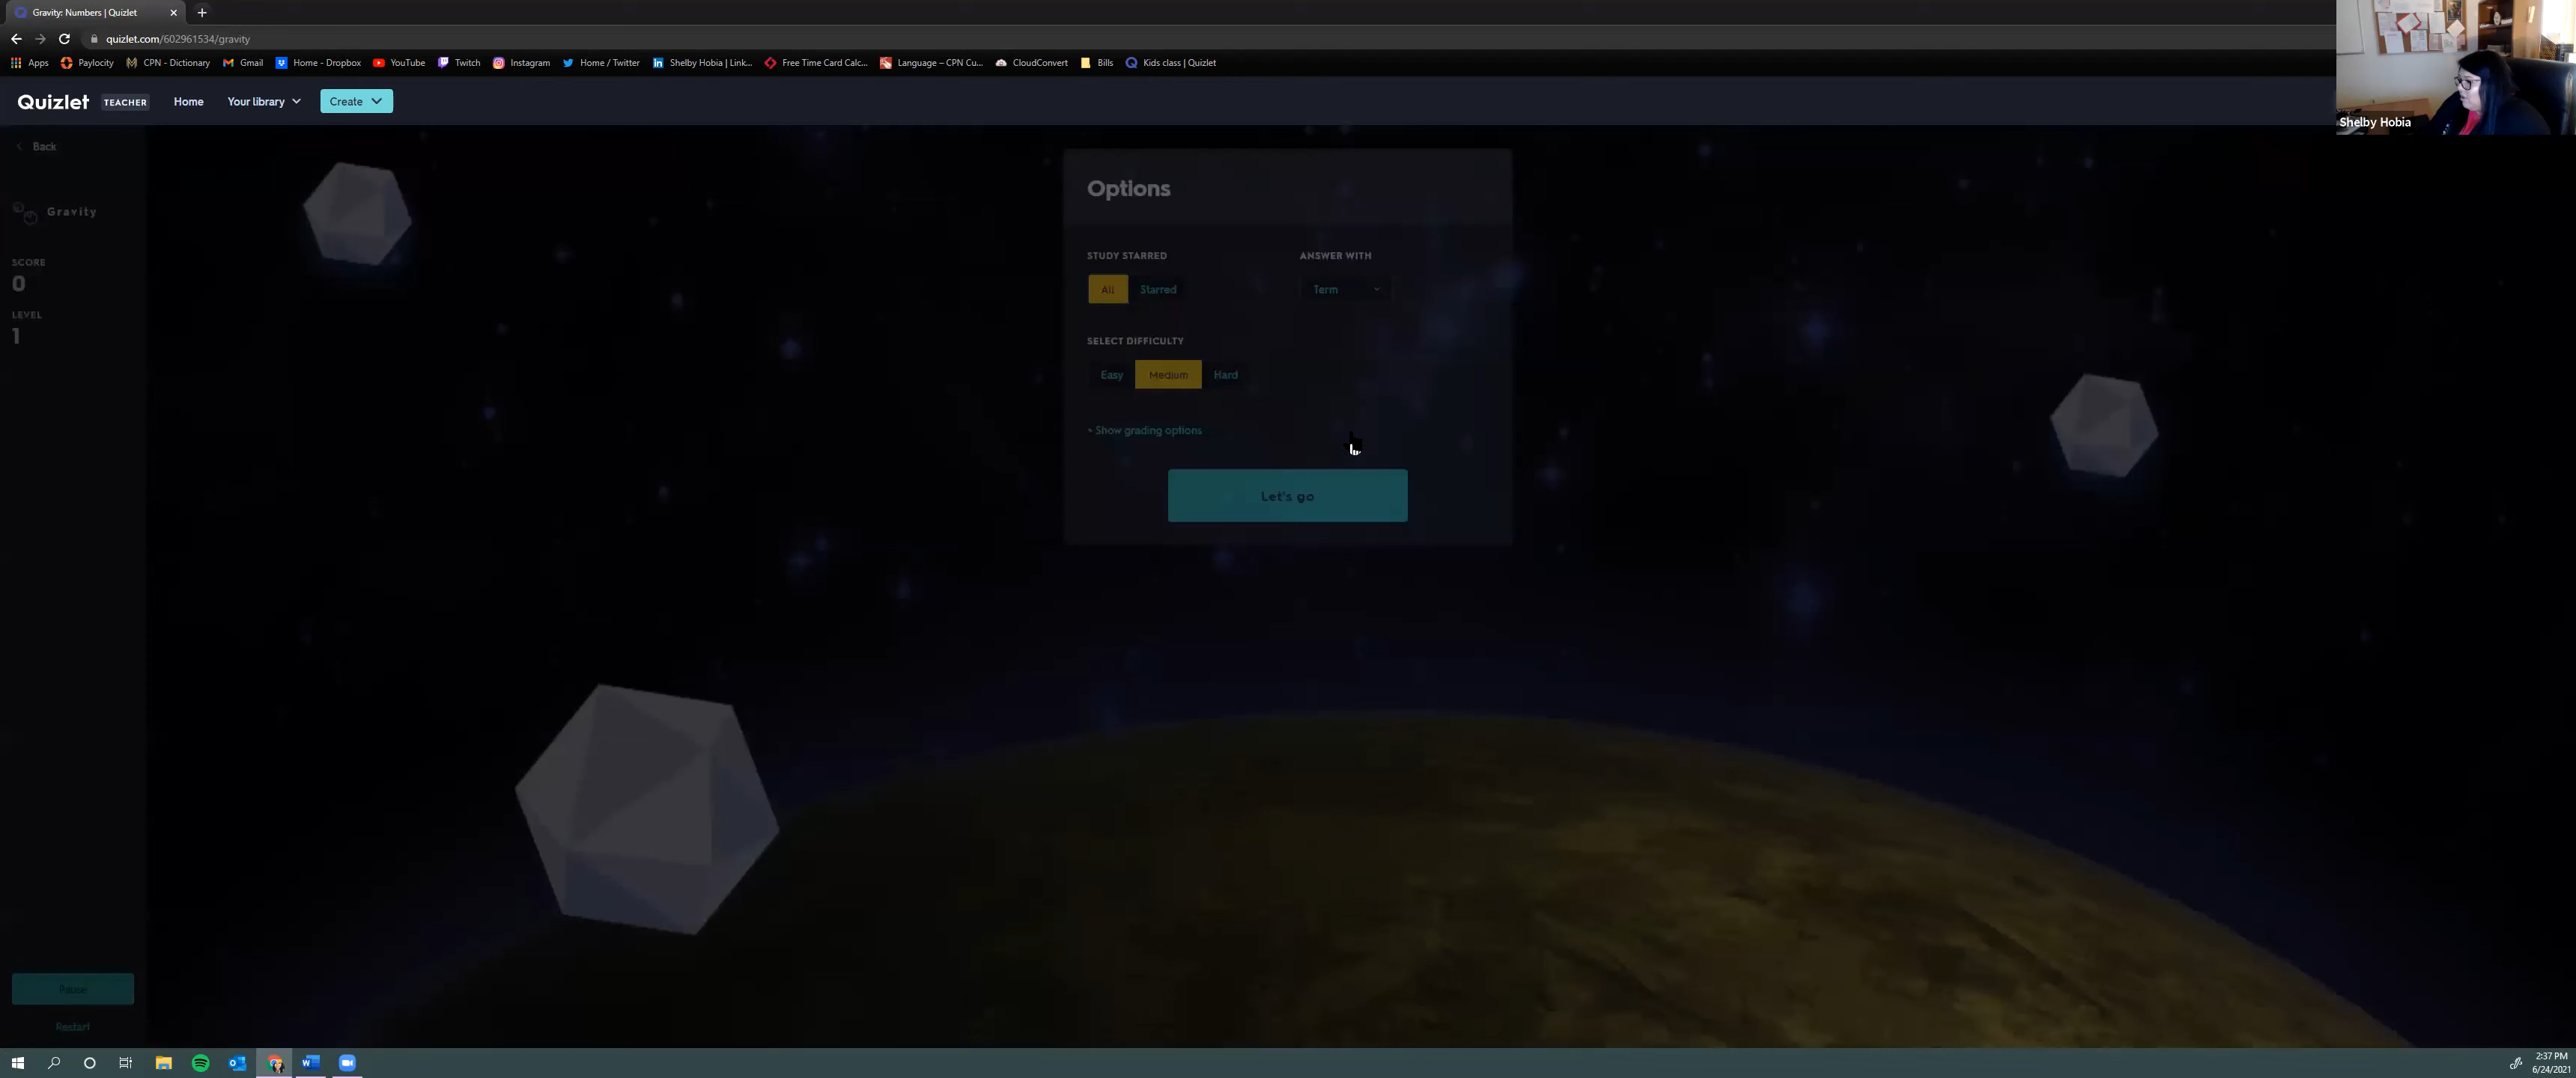 Gravity: Numbers | Quizlet
quizlet.com/602961534/gravity
Apps Paylocity CPN - Dictionary Gmail Home - Dropbox YouTube Twitch Instagram Home / Twitter Shelby Hobia | Link... Free Time Card Calc... Language – CPN Cu... CloudConvert Bills Kids class | Quizlet
Quizlet TEACHER Home Your library Create
Shelby Hobia
Back
Gravity
SCORE
0
LEVEL
1
Options
STUDY STARRED ANSWER WITH
All Starred Term
SELECT DIFFICULTY
Easy Medium Hard
+ Show grading options
Let's go
Pause
Restart
2:37 PM
6/24/2021